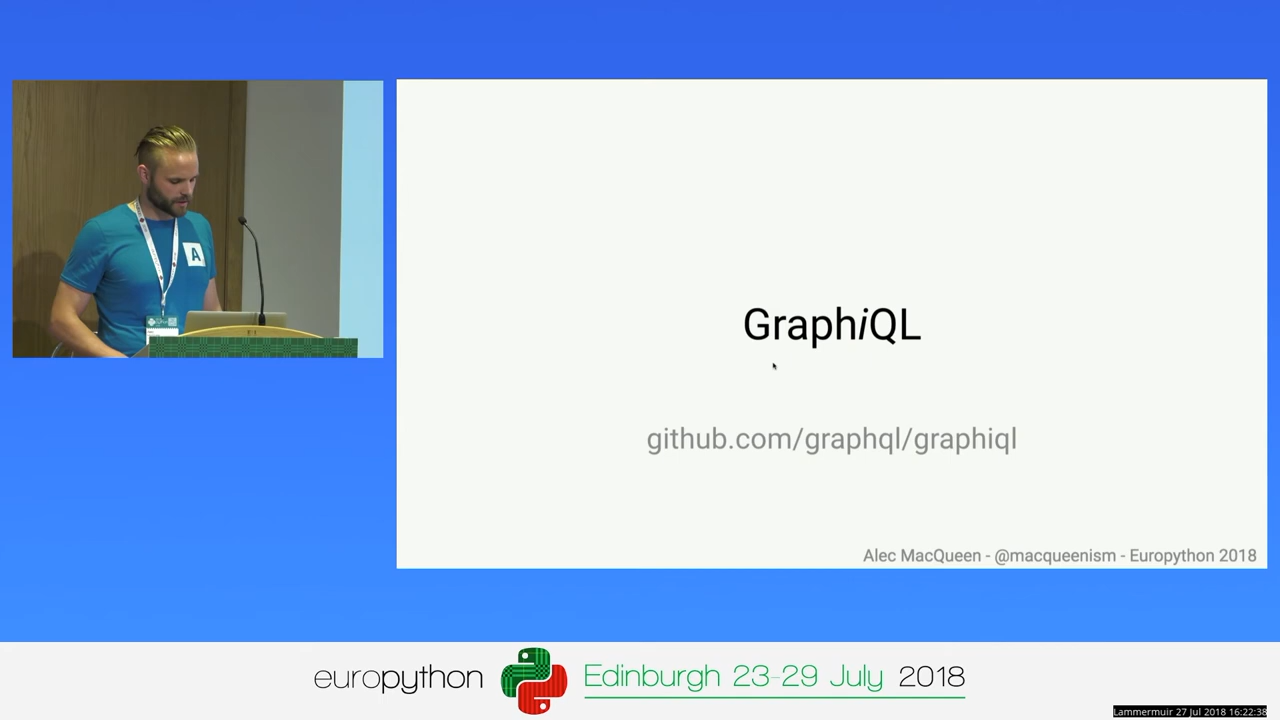 A
GraphiQL
github.com/graphql/graphiql
Alec MacQueen - @macqueenism - Europython 2018
europython
Edinburgh 23-29 July 2018
Lammermuir 27 Jul 2018 16:22:38